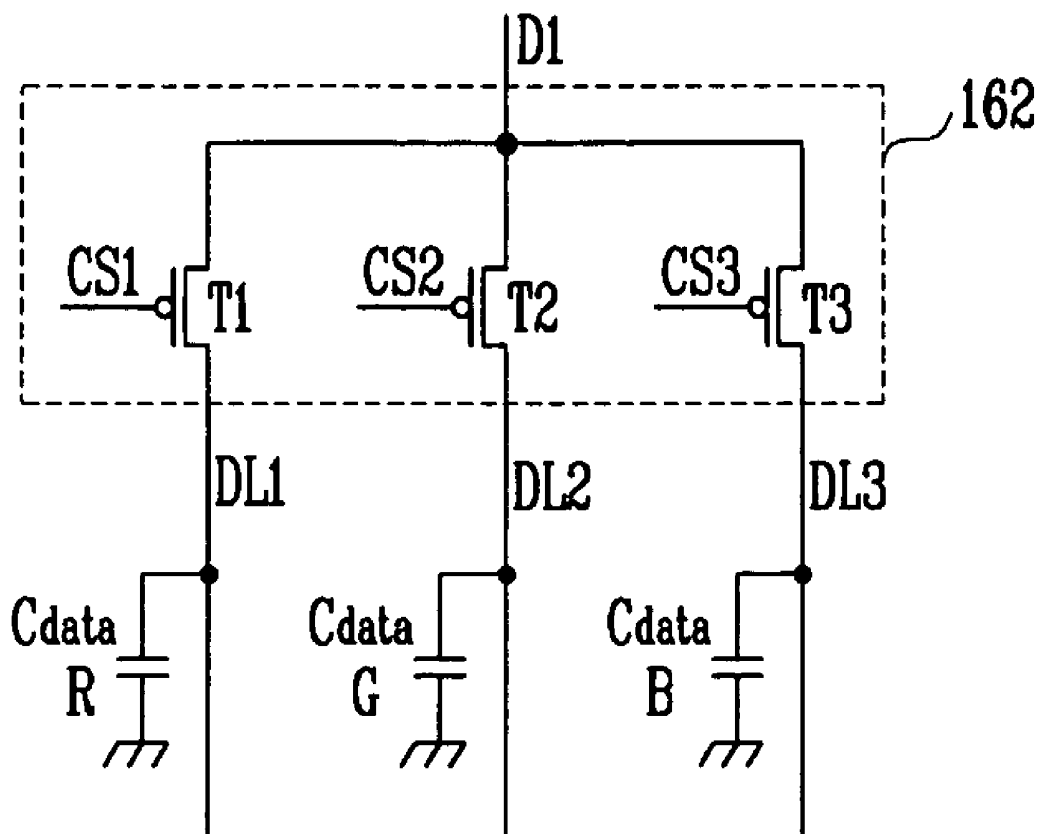 D1
162
CS1
T1
CS2
T2
CS3
T3
DL1
DL2
DL3
Cdata
R
Cdata
G
Cdata
B